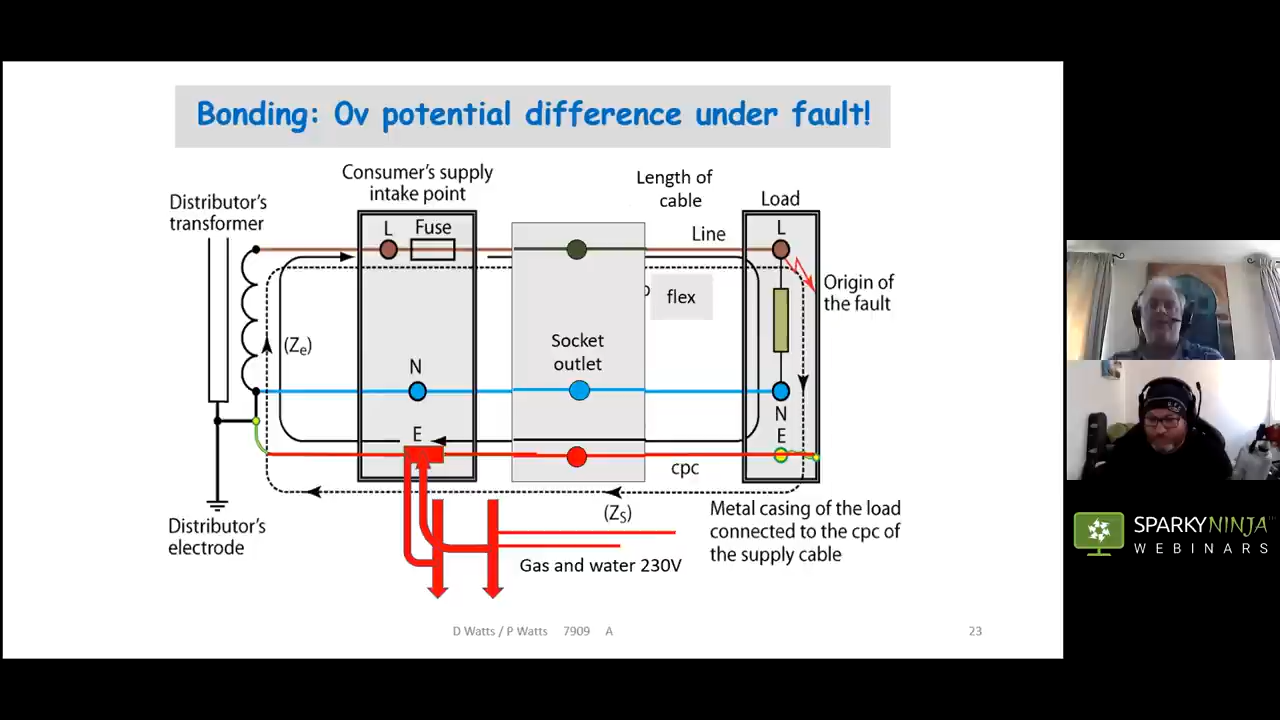 Bonding: 0v potential difference under fault!
Consumer's supply
intake point
Length of
cable
Distributor's
transformer
Load
L
Fuse
L
Line
Origin of
the fault
flex
(Ze)
Socket
outlet
N
N
E
E
cpc
(ZS)
Metal casing of the load
connected to the cpc of
the supply cable
Distributor's
electrode
Gas and water 230V
D Watts / P Watts 7909 A
23
SPARKYNINJA
WEBINARS